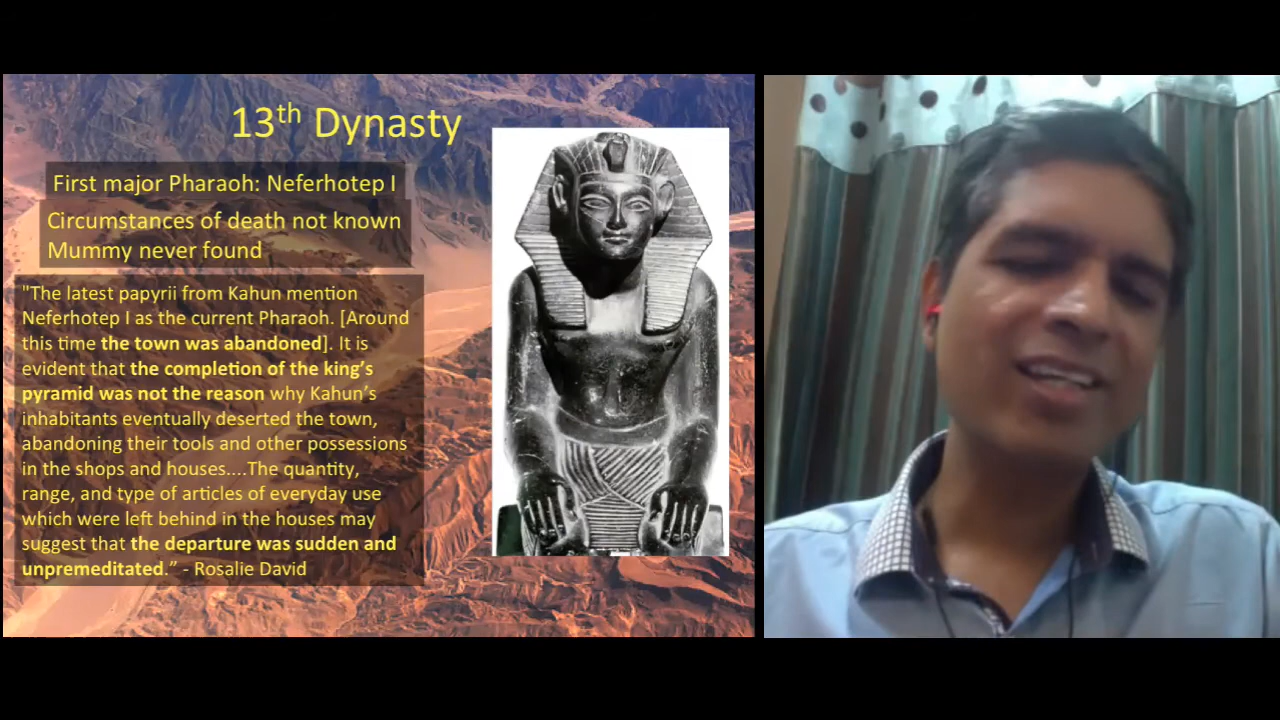 13th Dynasty
First major Pharaoh: Neferhotep I
Circumstances of death not known
Mummy never found
"The latest papyrii from Kahun mention
Neferhotep I as the current Pharaoh. [Around
this time the town was abandoned]. It is
evident that the completion of the king's
pyramid was not the reason why Kahun's
inhabitants eventually deserted the town,
abandoning their tools and other possessions
in the shops and houses....The quantity,
range, and type of articles of everyday use
which were left behind in the houses may
suggest that the departure was sudden and
unpremeditated.” - Rosalie David